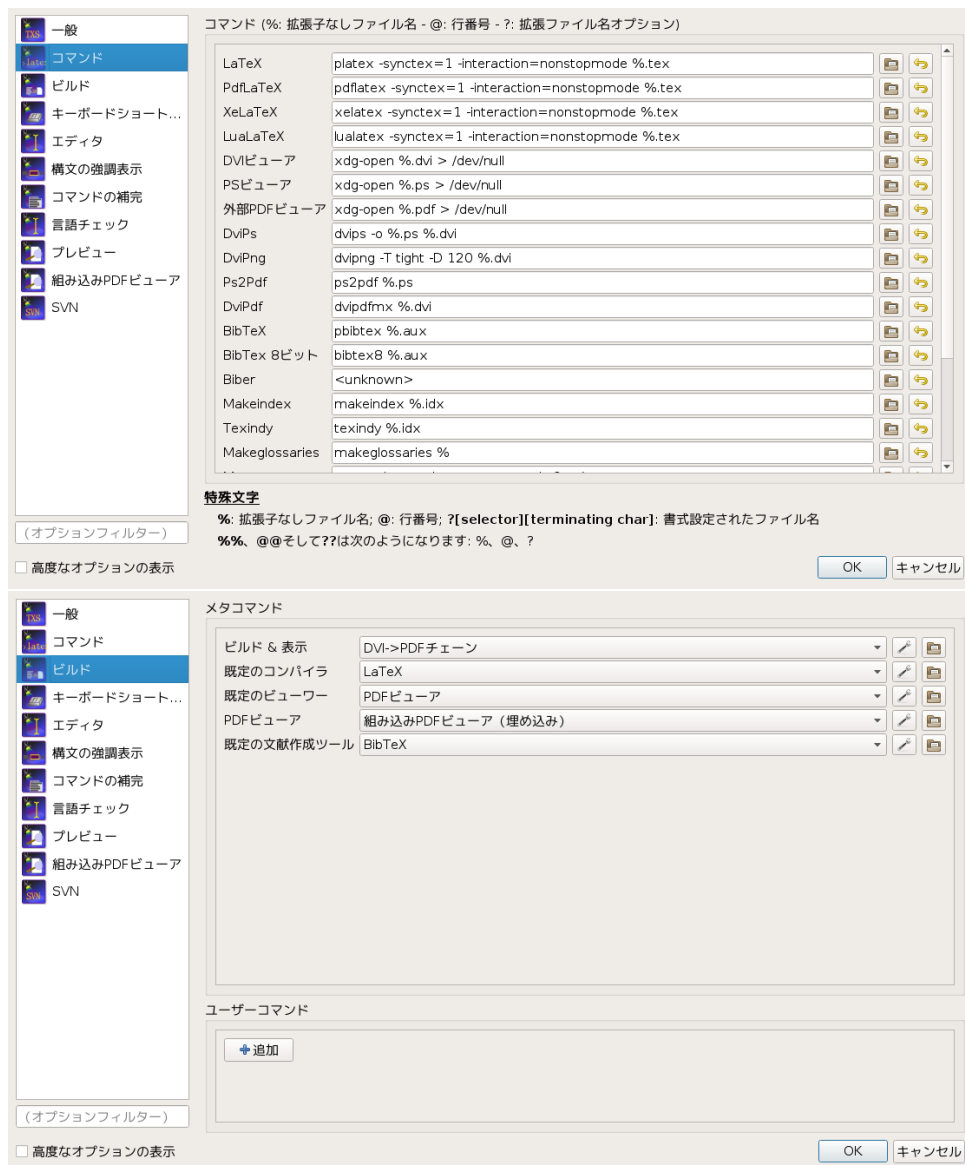 一般
コマンド
ビルド
キーボードショート...
エディタ
構文の強調表示
コマンドの補完
言語チェック
プレビュー
組み込みPDFビューア
SVN
(オプションフィルター)
高度なオプションの表示
コマンド (%: 拡張子なしファイル名 - @: 行番号 - ?: 拡張ファイル名オプション)
LaTeX platex -synctex=1 -interaction=nonstopmode %.tex
PdfLaTeX pdflatex -synctex=1 -interaction=nonstopmode %.tex
XeLaTeX xelatex -synctex=1 -interaction=nonstopmode %.tex
LuaLaTeX lualatex -synctex=1 -interaction=nonstopmode %.tex
DVIビューア xdg-open %.dvi > /dev/null
PSビューア xdg-open %.ps > /dev/null
外部PDFビューア xdg-open %.pdf > /dev/null
DviPs dvips -o %.ps %.dvi
DviPng dvipng -T tight -D 120 %.dvi
Ps2Pdf ps2pdf %.ps
DviPdf dvipdfmx %.dvi
BibTeX pbibtex %.aux
BibTex 8ビット bibtex8 %.aux
Biber <unknown>
Makeindex makeindex %.idx
Texindy texindy %.idx
Makeglossaries makeglossaries %
特殊文字
%: 拡張子なしファイル名; @: 行番号; ?[selector][terminating char]: 書式設定されたファイル名
%%、@@そして??は次のようになります: %、@、?
OK キャンセル
一般
コマンド
ビルド
キーボードショート...
エディタ
構文の強調表示
コマンドの補完
言語チェック
プレビュー
組み込みPDFビューア
SVN
(オプションフィルター)
高度なオプションの表示
メタコマンド
ビルド & 表示 DVI->PDFチェーン
既定のコンパイラ LaTeX
既定のビューワー PDFビューア
PDFビューア 組み込みPDFビューア（埋め込み）
既定の文献作成ツール BibTeX
ユーザーコマンド
追加
OK キャンセル